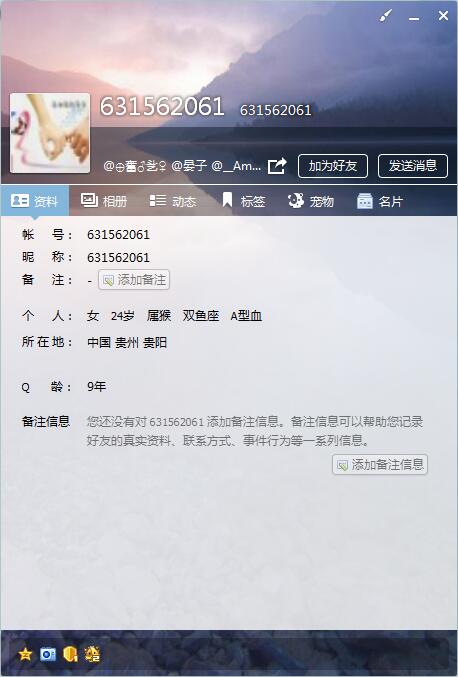 631562061 631562061
@晏子 @__Am... 加为好友 发送消息
资料 相册 动态 标签 宠物 名片
帐 号： 631562061
昵 称： 631562061
备 注： - 添加备注
个 人： 女 24岁 属猴 双鱼座 A型血
所在地： 中国 贵州 贵阳
Q 龄： 9年
备注信息 您还没有对 631562061 添加备注信息。备注信息可以帮助您记录
好友的真实资料、联系方式、事件行为等一系列信息。
添加备注信息